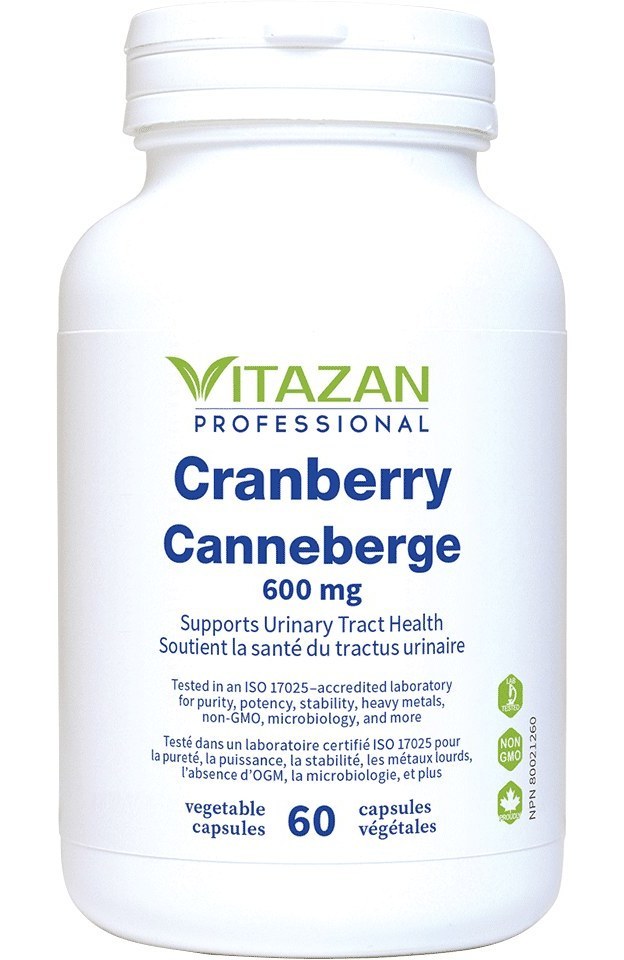 VITAZAN
PROFESSIONAL
Cranberry
Canneberge
600 mg
Supports Urinary Tract Health
Soutient la santé du tractus urinaire
Tested in an ISO 17025–accredited laboratory
for purity, potency, stability, heavy metals,
non-GMO, microbiology, and more
Testé dans un laboratoire certifié ISO 17025 pour
la pureté, la puissance, la stabilité, les métaux lourds,
l'absence d'OGM, la microbiologie, et plus
vegetable
capsules
60
capsules
végétales
LAB
TESTED
NON
GMO
PROUDLY
NPN 80021260